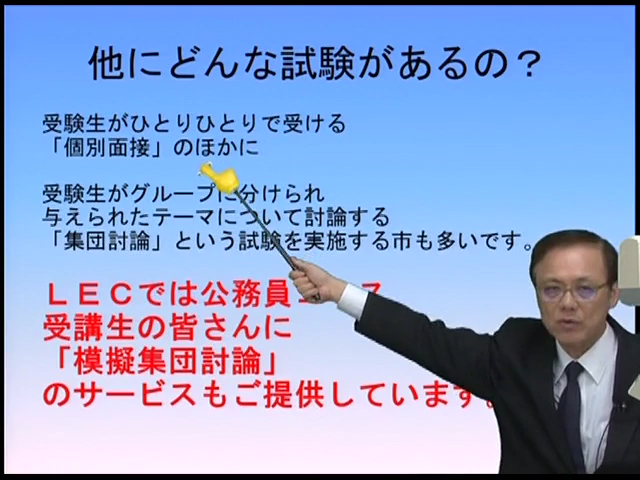 他にどんな試験があるの？
受験生がひとりひとりで受ける
「個別面接」のほかに
受験生がグループに分けられ
与えられたテーマについて討論する
「集団討論」という試験を実施する市も多いです。
ＬＥＣでは公務員コース
受講生の皆さんに
「模擬集団討論」
のサービスもご提供しています。